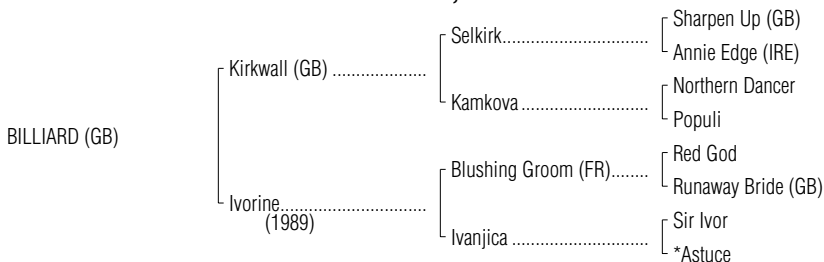 Sharpen Up (GB)
Selkirk................................
Annie Edge (IRE)
Kirkwall (GB) ....................
Northern Dancer
Kamkova ............................
Populi
BILLIARD (GB)
Red God
Blushing Groom (FR)........
Runaway Bride (GB)
Ivorine................................
(1989)
Sir Ivor
Ivanjica ..............................
*Astuce